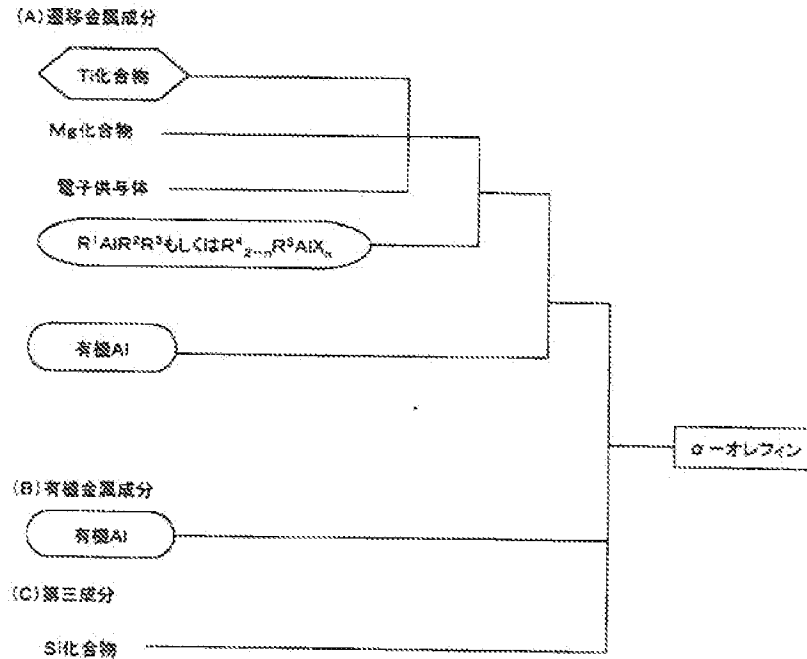 (A)遷移金属成分
Ti化合物
Mg化合物
電子供与体
R¹AlR²R³もしくはR⁴₂₋ₙR⁵AlXₙ
有機Al
α－オレフィン
(B)有機金属成分
有機Al
(C)第三成分
Si化合物